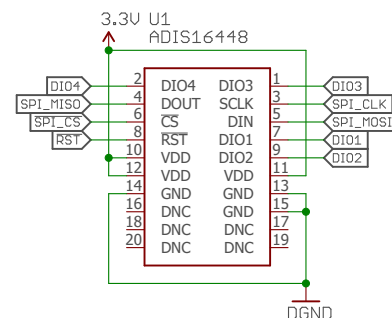 3.3V U1
ADIS16448
DIO4 2 DIO4 DIO3 1 DIO3
SPI_MISO 4 DOUT SCLK 3 SPI_CLK
SPI_CS 6 CS DIN 5 SPI_MOSI
RST 8 RST DIO1 7 DIO1
10 VDD DIO2 9 DIO2
12 VDD VDD 11
14 GND GND 13
16 DNC GND 15
18 DNC DNC 17
20 DNC DNC 19
DGND